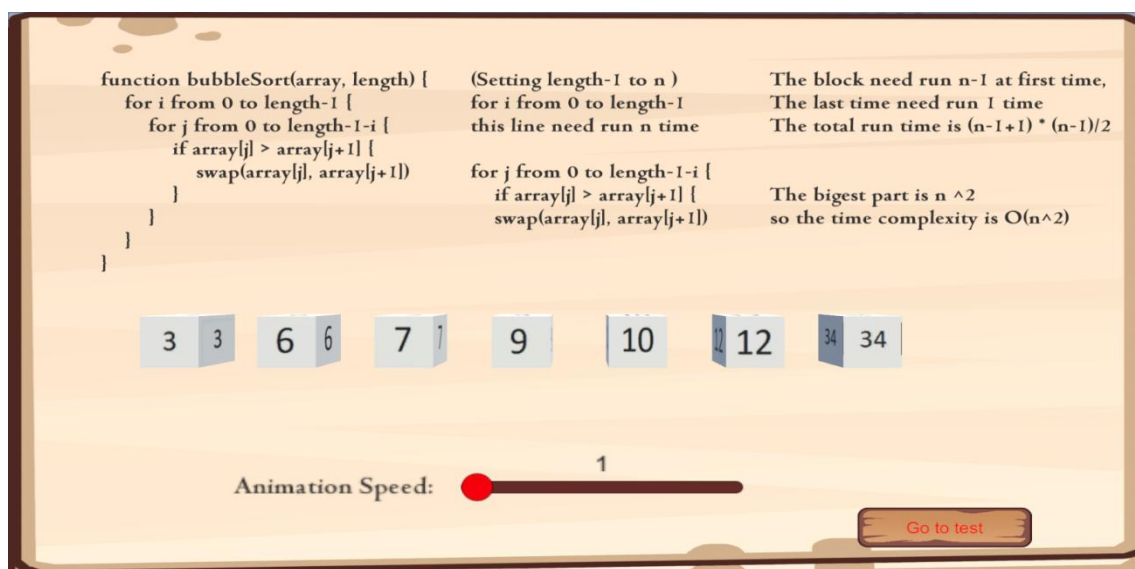 function bubbleSort(array, length) {
for i from 0 to length-1 {
for j from 0 to length-1-i {
if array[j] > array[j+1] {
swap(array[j], array[j+1])
}
}
}
}
(Setting length-1 to n )
for i from 0 to length-1
this line need run n time
for j from 0 to length-1-i {
if array[j] > array[j+1] {
swap(array[j], array[j+1])
The block need run n-1 at first time,
The last time need run 1 time
The total run time is (n-1+1) * (n-1)/2
The bigest part is n ^2
so the time complexity is O(n^2)
3 3 6 6 7 7 9 10 12 12 34 34
1
Animation Speed:
Go to test